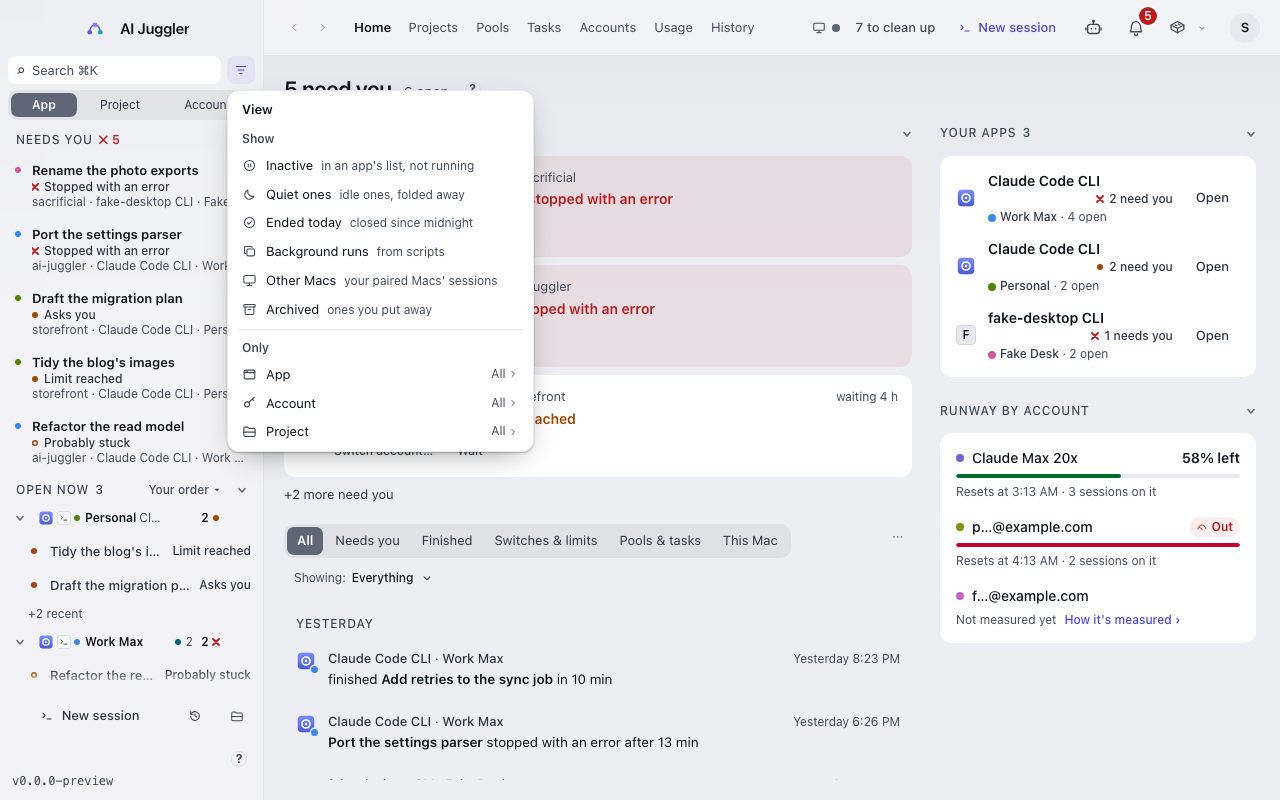 AI Juggler
Search ⌘K
App
Project
Accoun
NEEDS YOU 5
Rename the photo exports
Stopped with an error
sacrificial · fake-desktop CLI · Fake
Port the settings parser
Stopped with an error
ai-juggler · Claude Code CLI · Work
Draft the migration plan
Asks you
storefront · Claude Code CLI · Pers
Tidy the blog's images
Limit reached
storefront · Claude Code CLI · Pers
Refactor the read model
Probably stuck
ai-juggler · Claude Code CLI · Work ...
OPEN NOW 3
Your order
Personal Cl...
2
Tidy the blog's i...
Limit reached
Draft the migration p...
Asks you
+2 recent
Work Max
2
2
Refactor the re...
Probably stuck
New session
?
v0.0.0-preview
Home
Projects
Pools
Tasks
Accounts
Usage
History
7 to clean up
New session
5
S
5 need you
6 open
?
View
Show
Inactive in an app's list, not running
Quiet ones idle ones, folded away
Ended today closed since midnight
Background runs from scripts
Other Macs your paired Macs' sessions
Archived ones you put away
Only
App All ›
Account All ›
Project All ›
crificial
stopped with an error
uggler
pped with an error
efront
waiting 4 h
ached
Switch account...
Wait
+2 more need you
All
Needs you
Finished
Switches & limits
Pools & tasks
This Mac
...
Showing: Everything
YESTERDAY
Claude Code CLI · Work Max
Yesterday 8:23 PM
finished Add retries to the sync job in 10 min
Claude Code CLI · Work Max
Yesterday 6:26 PM
Port the settings parser stopped with an error after 13 min
YOUR APPS 3
Claude Code CLI
2 need you
Open
Work Max · 4 open
Claude Code CLI
2 need you
Open
Personal · 2 open
F
fake-desktop CLI
1 needs you
Open
Fake Desk · 2 open
RUNWAY BY ACCOUNT
Claude Max 20x
58% left
Resets at 3:13 AM · 3 sessions on it
p...@example.com
Out
Resets at 4:13 AM · 2 sessions on it
f...@example.com
Not measured yet How it's measured ›